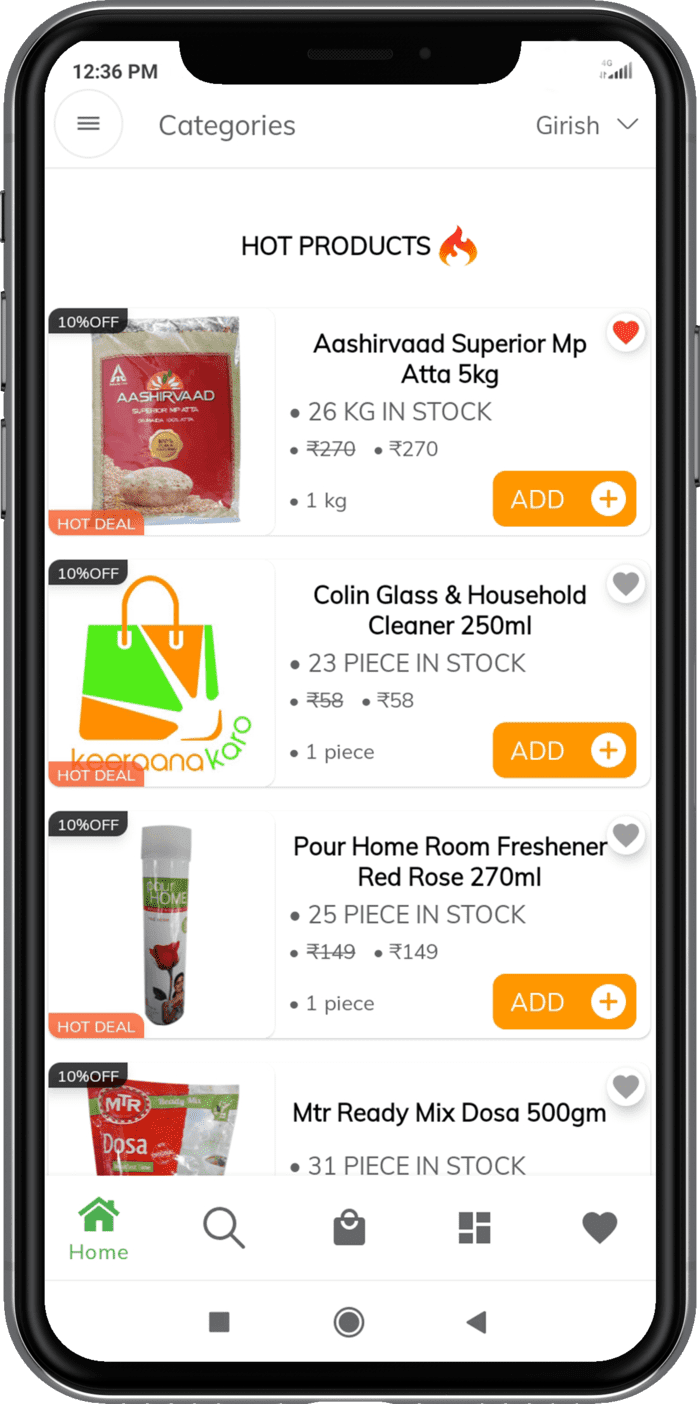 12:36 PM
4G
Categories
Girish
HOT PRODUCTS
10%OFF
AASHIRVAAD
SUPERIOR MP ATTA
HOT DEAL
Aashirvaad Superior Mp
Atta 5kg
• 26 KG IN STOCK
• ₹270 • ₹270
• 1 kg
ADD
10%OFF
keeraanakaro
HOT DEAL
Colin Glass & Household
Cleaner 250ml
• 23 PIECE IN STOCK
• ₹58 • ₹58
• 1 piece
ADD
10%OFF
pour
HOME
HOT DEAL
Pour Home Room Freshener
Red Rose 270ml
• 25 PIECE IN STOCK
• ₹149 • ₹149
• 1 piece
ADD
10%OFF
MTR
Ready Mix
Dosa
Mtr Ready Mix Dosa 500gm
• 31 PIECE IN STOCK
Home